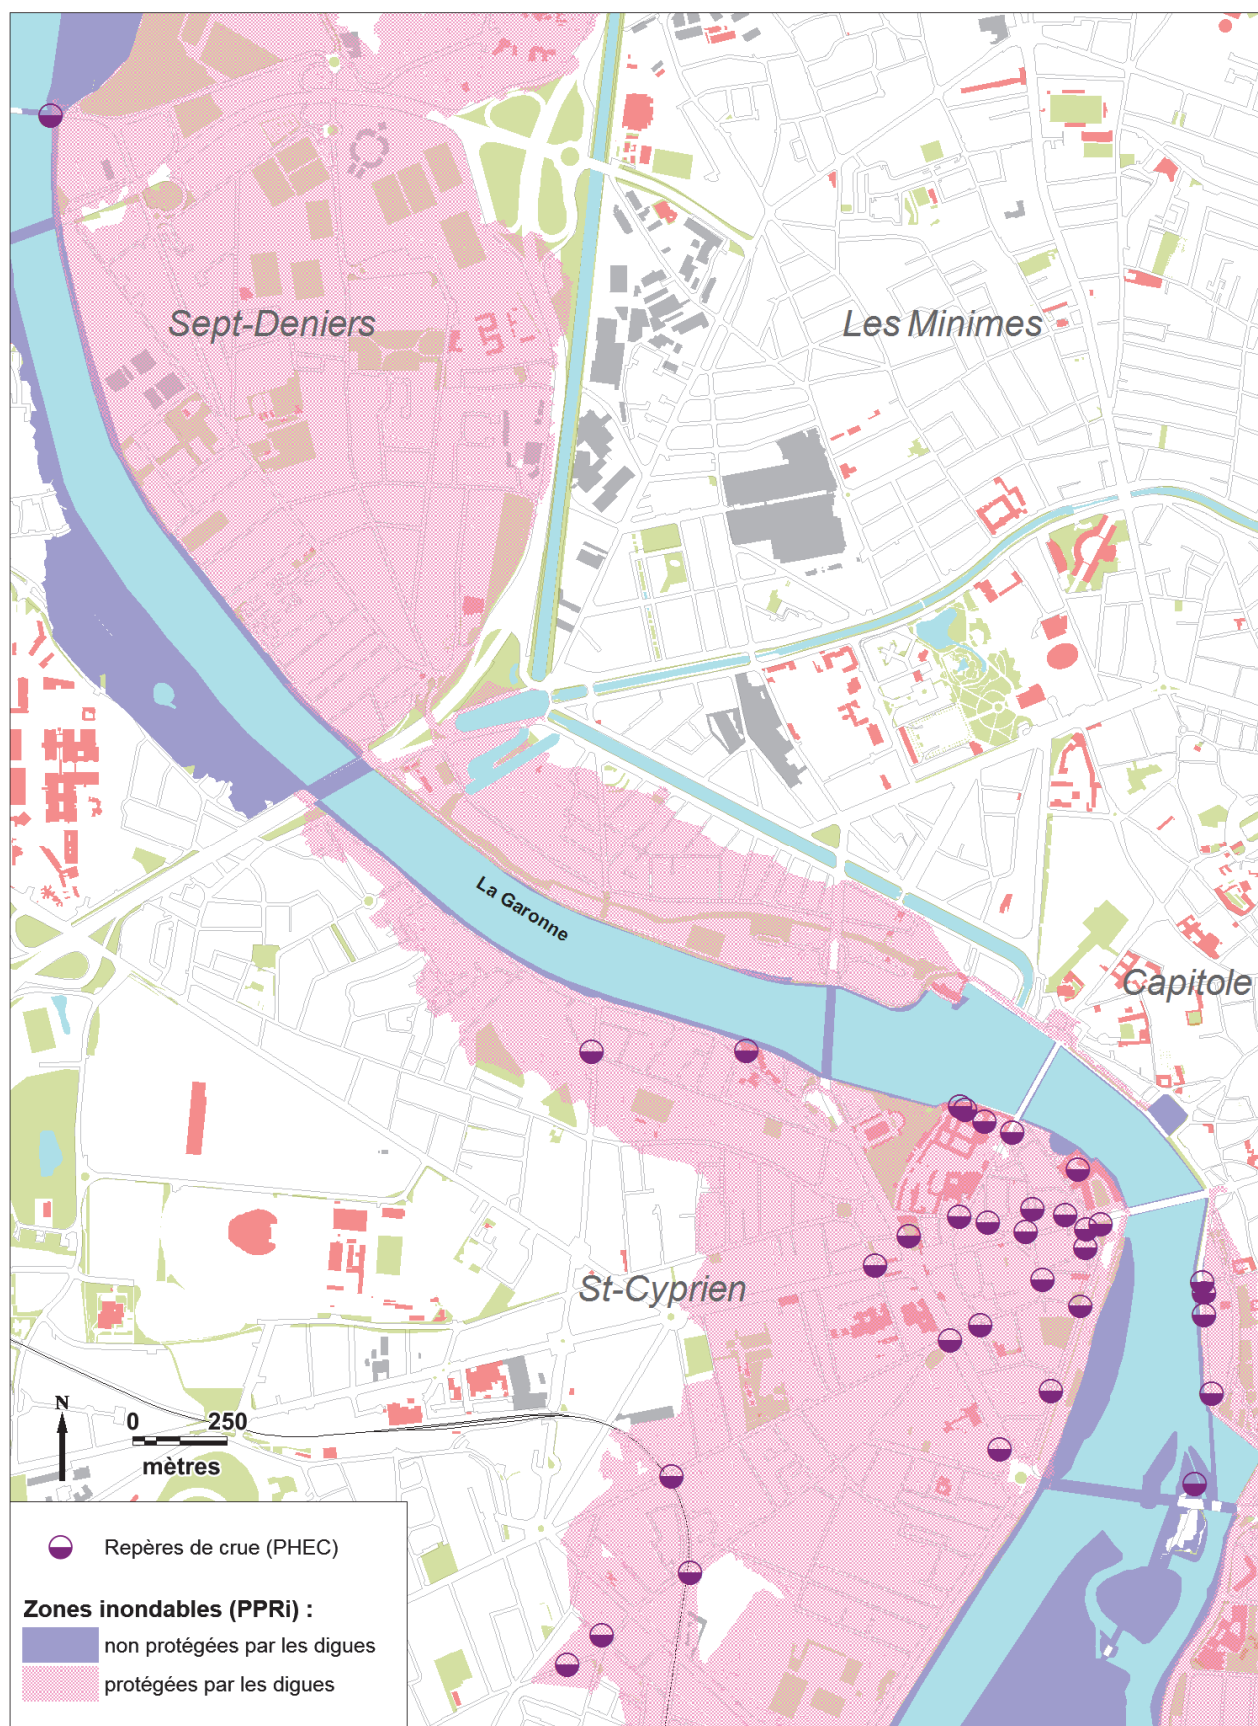 Sept-Deniers
Les Minimes
La Garonne
Capitole
St-Cyprien
N
0 250
mètres
Repères de crue (PHEC)
Zones inondables (PPRi) :
non protégées par les digues
protégées par les digues